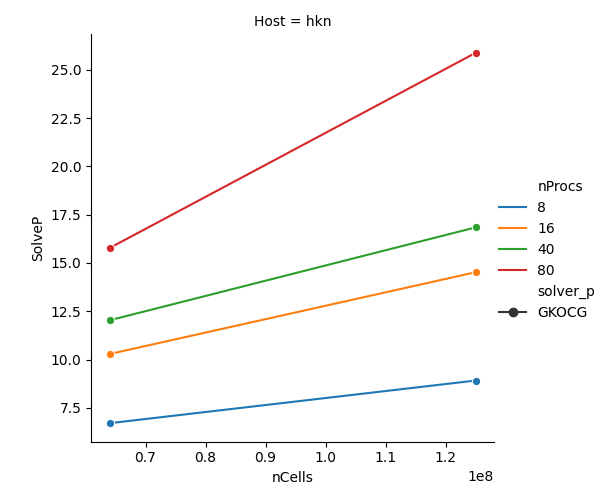 Host = hkn
SolveP
25.0
22.5
20.0
17.5
15.0
12.5
10.0
7.5
0.7 0.8 0.9 1.0 1.1 1.2
1e8
nCells
nProcs
8
16
40
80
solver_p
GKOCG